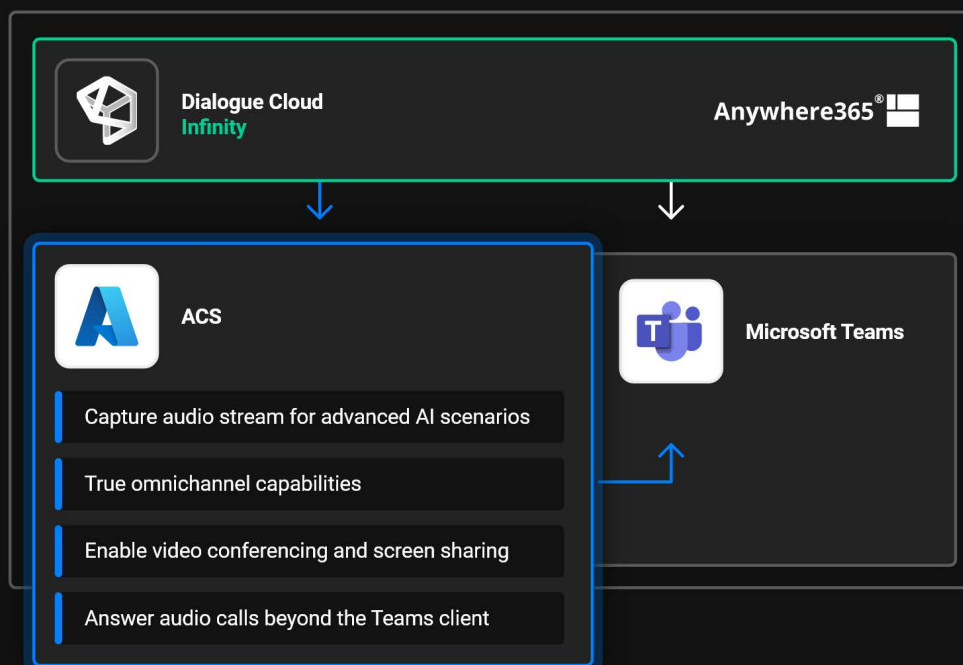 Dialogue Cloud
Infinity
Anywhere365®
ACS
Capture audio stream for advanced AI scenarios
True omnichannel capabilities
Enable video conferencing and screen sharing
Answer audio calls beyond the Teams client
T
Microsoft Teams